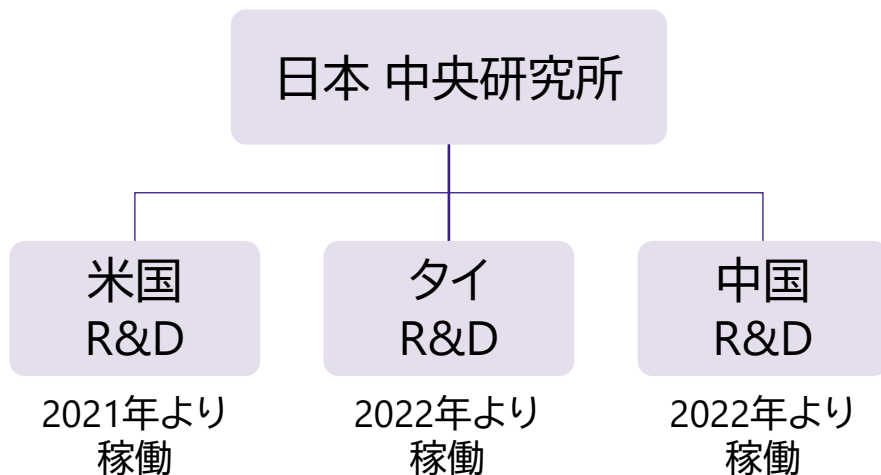 日本 中央研究所
米国
R&D
タイ
R&D
中国
R&D
2021年より
稼働
2022年より
稼働
2022年より
稼働